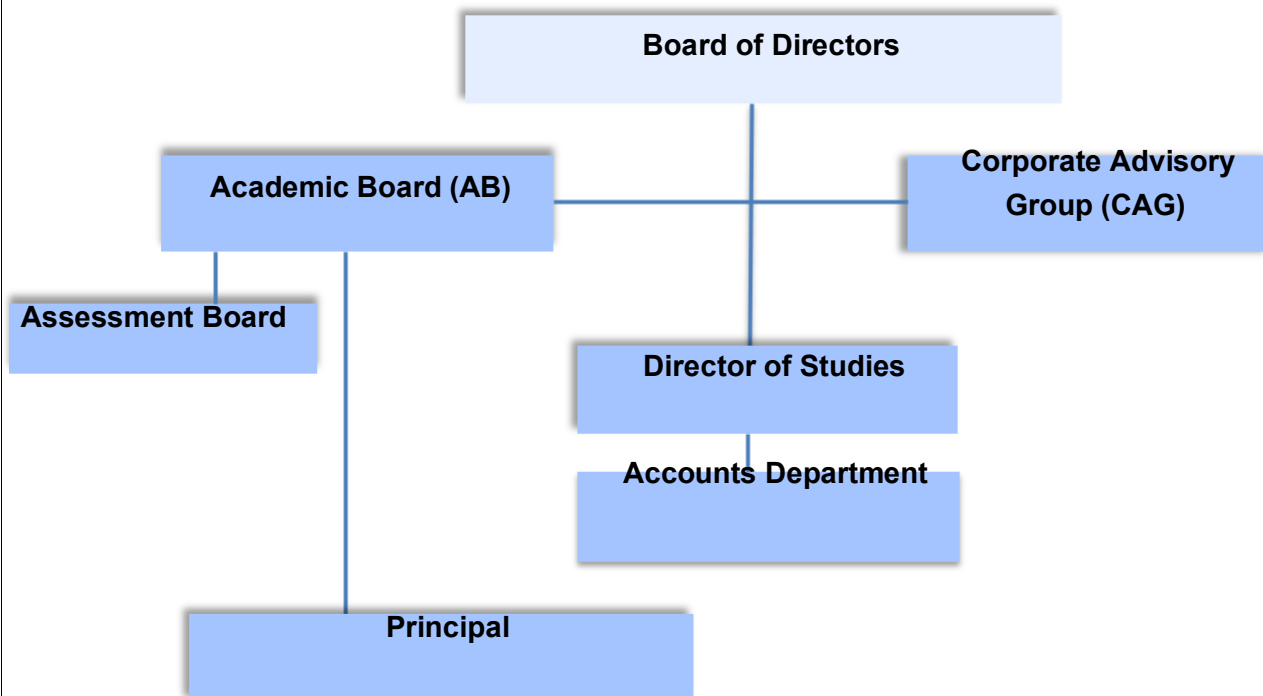 Board of Directors
Academic Board (AB)
Corporate Advisory
Group (CAG)
Assessment Board
Director of Studies
Accounts Department
Principal